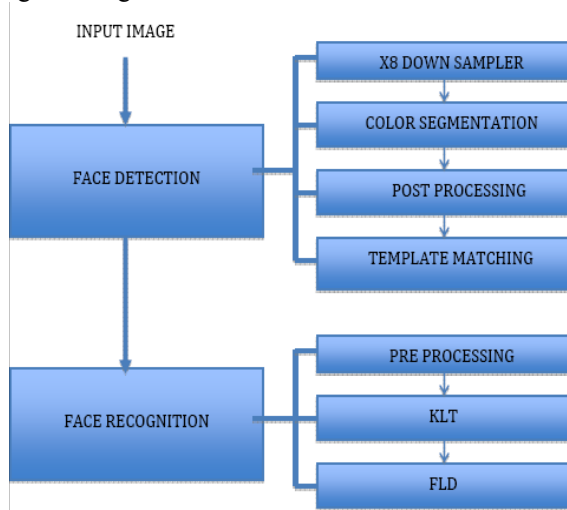 INPUT IMAGE
X8 DOWN SAMPLER
COLOR SEGMENTATION
FACE DETECTION
POST PROCESSING
TEMPLATE MATCHING
PRE PROCESSING
FACE RECOGNITION
KLT
FLD